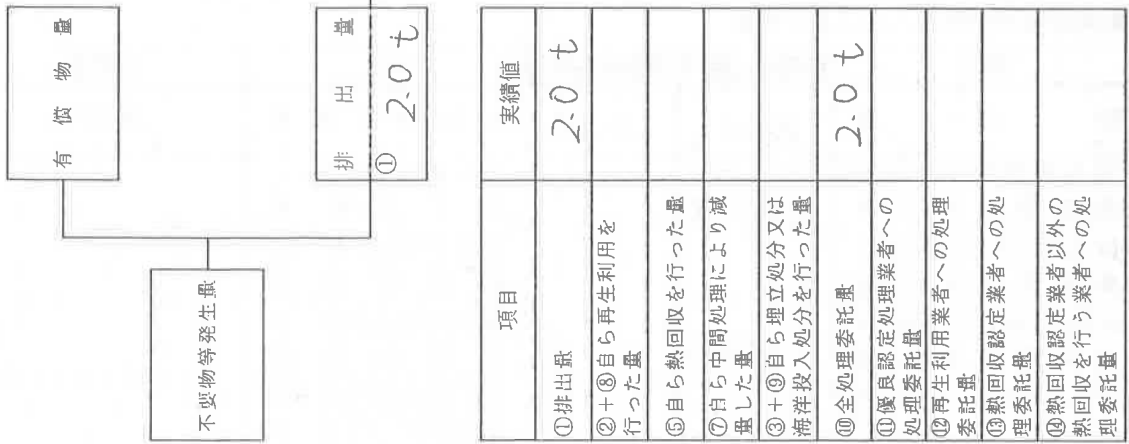 有償物量
不要物等発生量
排出量
①
2.0 t
項目
実績値
①排出量
2.0 t
②+⑧自ら再生利用を
行った量
⑤自ら熱回収を行った量
⑦自ら中間処理により減
量した量
③+⑨自ら埋立処分又は
海洋投入処分を行った量
⑩全処理委託量
2.0 t
⑪優良認定処理業者への
処理委託量
⑫再生利用業者への処理
委託量
⑬熱回収認定業者への処
理委託量
⑭熱回収認定業者以外の
熱回収を行う業者への処
理委託量